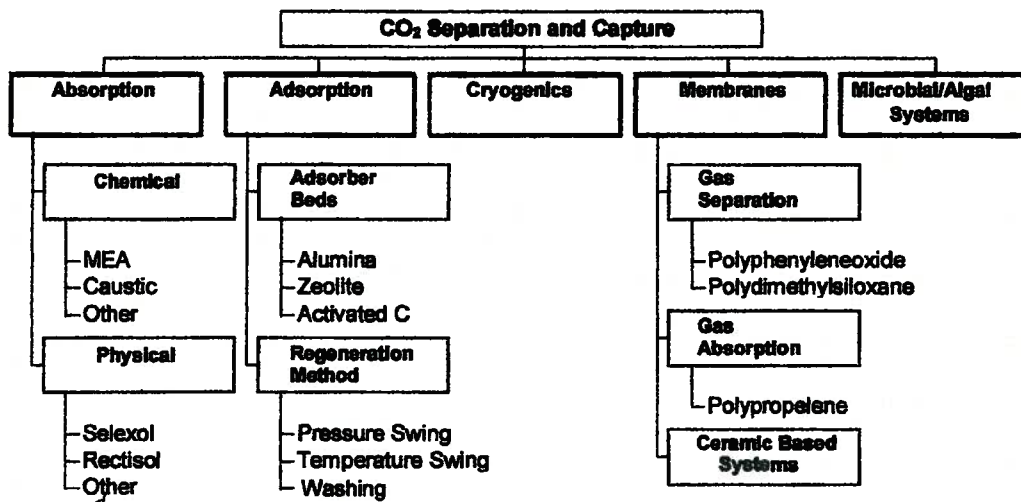 CO₂ Separation and Capture
Absorption
Adsorption
Cryogenics
Membranes
Microbial/Algal
Systems
Chemical
MEA
Caustic
Other
Physical
Selexol
Rectisol
Other
Adsorber
Beds
Alumina
Zeolite
Activated C
Regeneration
Method
Pressure Swing
Temperature Swing
Washing
Gas
Separation
Polyphenyleneoxide
Polydimethylsiloxane
Gas
Absorption
Polypropelene
Ceramic Based
Systems